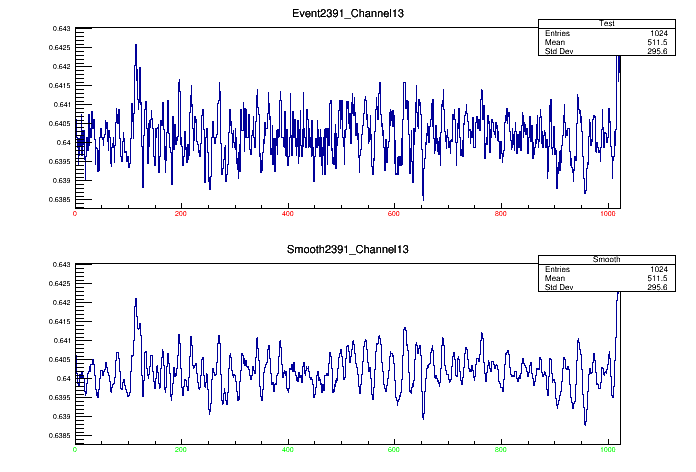 Event2391_Channel13
Test
Entries 1024
Mean 511.5
Std Dev 295.6
0.643
0.6425
0.642
0.6415
0.641
0.6405
0.64
0.6395
0.639
0.6385
0 200 400 600 800 1000
Smooth2391_Channel13
Smooth
Entries 1024
Mean 511.5
Std Dev 295.6
0.643
0.6425
0.642
0.6415
0.641
0.6405
0.64
0.6395
0.639
0.6385
0 200 400 600 800 1000